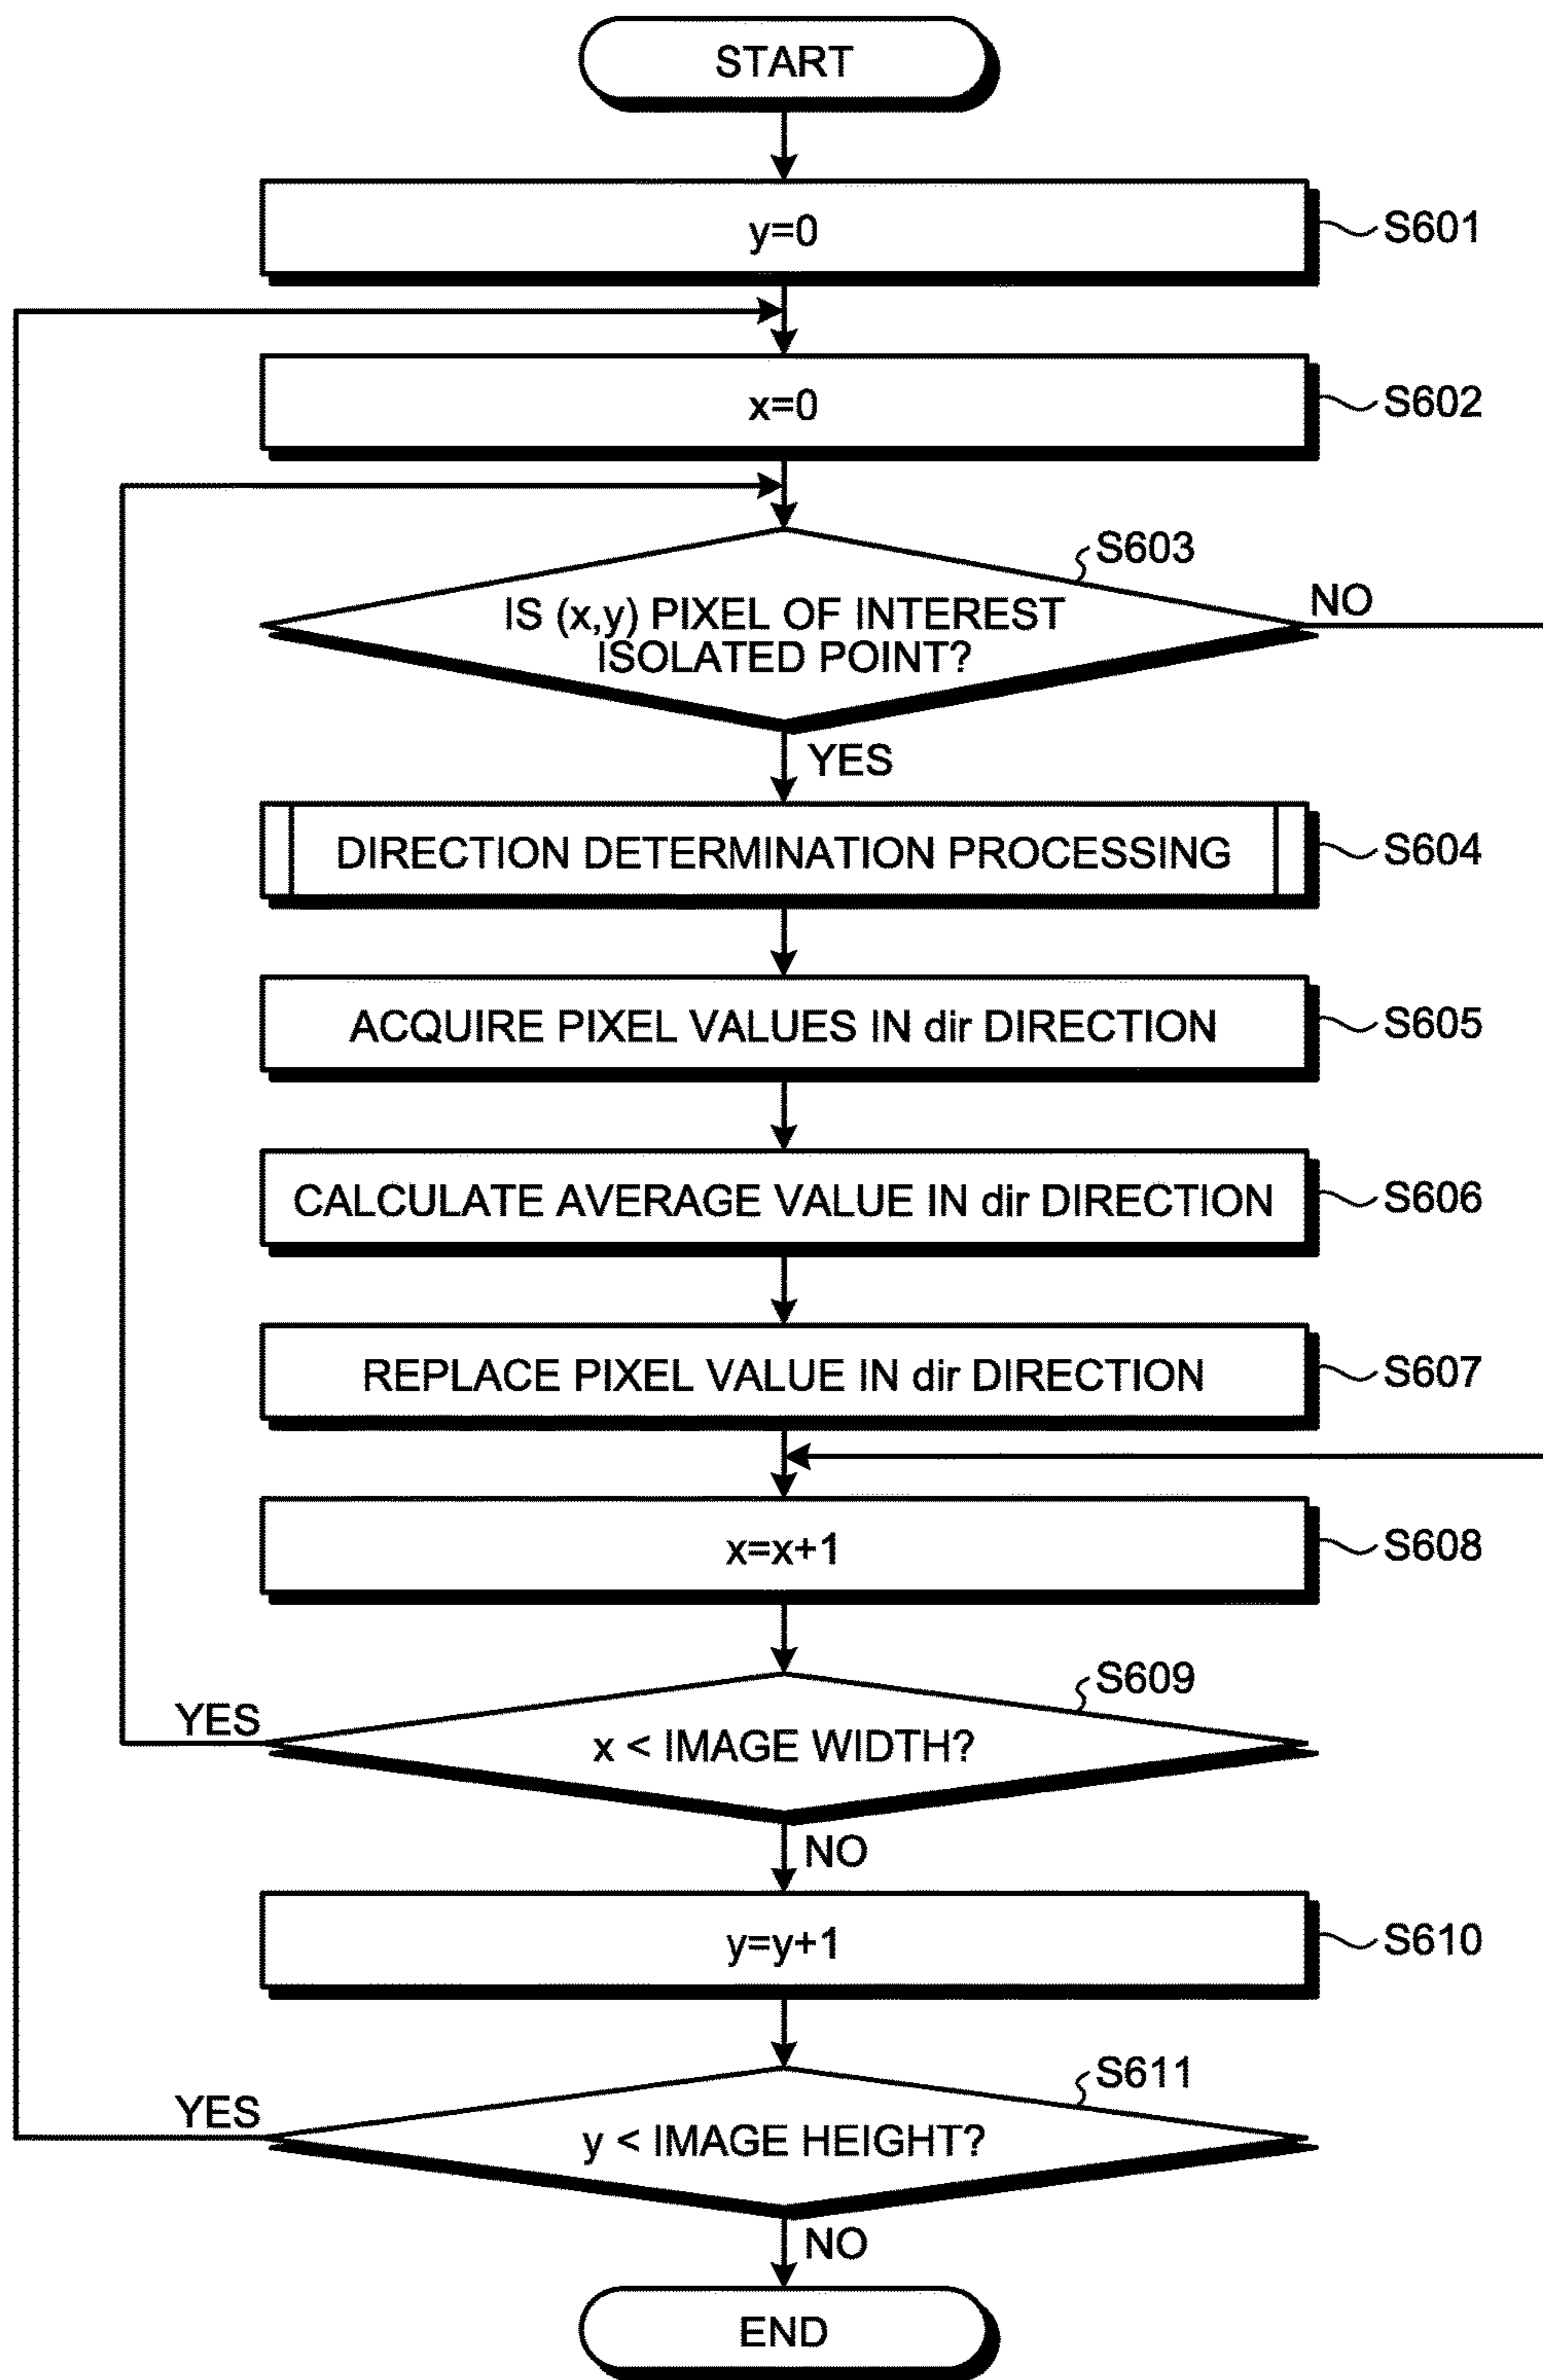 START
y=0
S601
x=0
S602
S603
IS (x,y) PIXEL OF INTEREST
ISOLATED POINT?
NO
YES
DIRECTION DETERMINATION PROCESSING
S604
ACQUIRE PIXEL VALUES IN dir DIRECTION
S605
CALCULATE AVERAGE VALUE IN dir DIRECTION
S606
REPLACE PIXEL VALUE IN dir DIRECTION
S607
x=x+1
S608
S609
YES
x < IMAGE WIDTH?
NO
y=y+1
S610
S611
YES
y < IMAGE HEIGHT?
NO
END